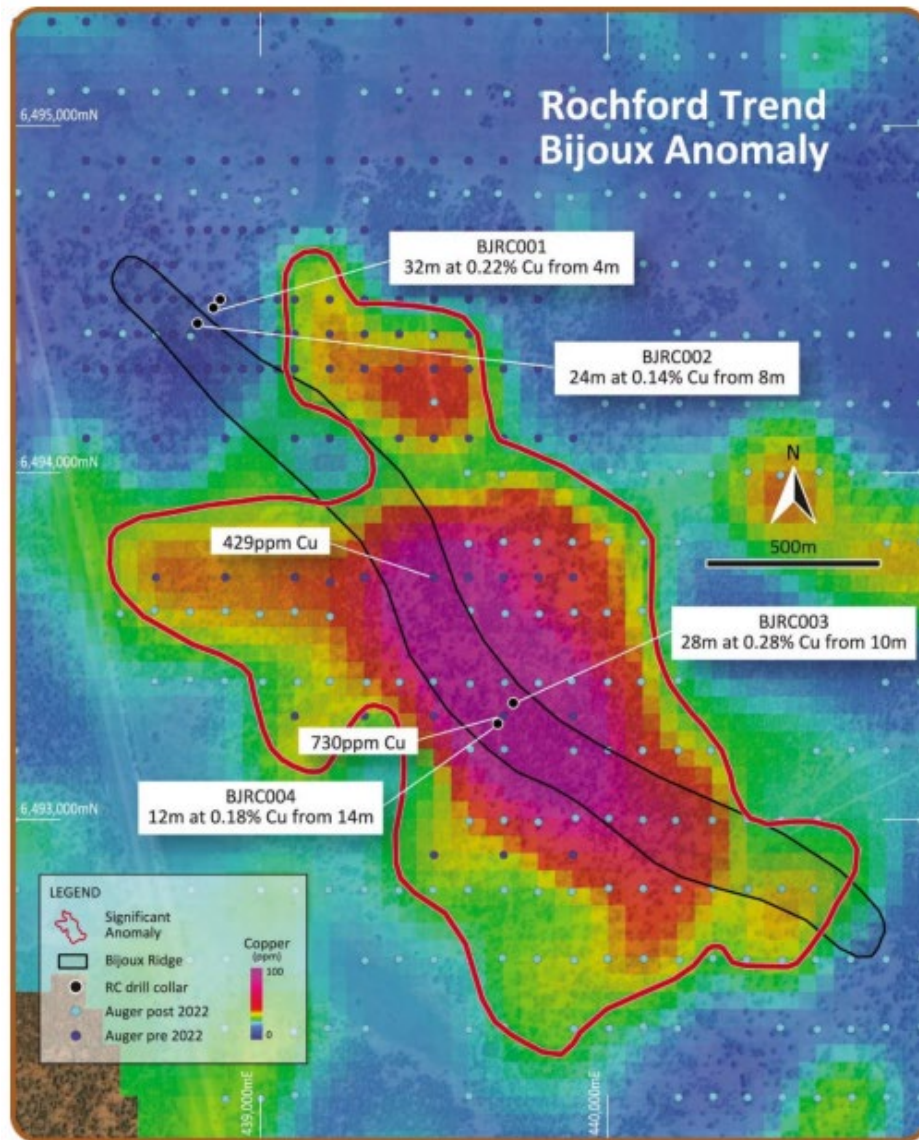 Rochford Trend
Bijoux Anomaly
6,495,000mN
BJRC001
32m at 0.22% Cu from 4m
BJRC002
24m at 0.14% Cu from 8m
6,494,000mN
N
500m
429ppm Cu
BJRC003
28m at 0.28% Cu from 10m
730ppm Cu
BJRC004
12m at 0.18% Cu from 14m
6,493,000mN
LEGEND
Significant
Anomaly
Bijoux Ridge
RC drill collar
Auger post 2022
Auger pre 2022
Copper
(ppm)
100
0
439,000mE
440,000mE